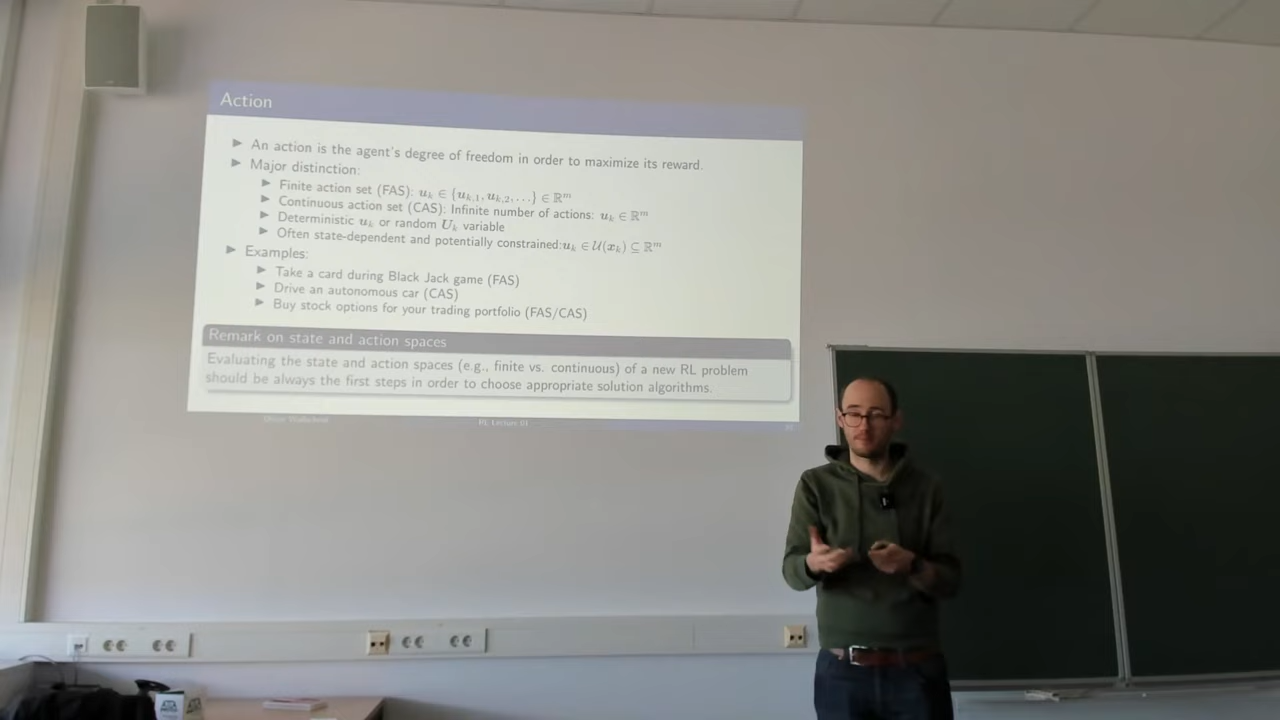 Action
▶ An action is the agent's degree of freedom in order to maximize its reward.
▶ Major distinction:
▶ Finite action set (FAS): u_k ∈ {u_{k,1}, u_{k,2}, ...} ∈ ℝ^m
▶ Continuous action set (CAS): Infinite number of actions: u_k ∈ ℝ^m
▶ Deterministic u_k or random U_k variable
▶ Often state-dependent and potentially constrained: u_k ∈ 𝒰(x_k) ⊆ ℝ^m
▶ Examples:
▶ Take a card during Black Jack game (FAS)
▶ Drive an autonomous car (CAS)
▶ Buy stock options for your trading portfolio (FAS/CAS)
Remark on state and action spaces
Evaluating the state and action spaces (e.g., finite vs. continuous) of a new RL problem
should be always the first steps in order to choose appropriate solution algorithms.
RL Lecture 01